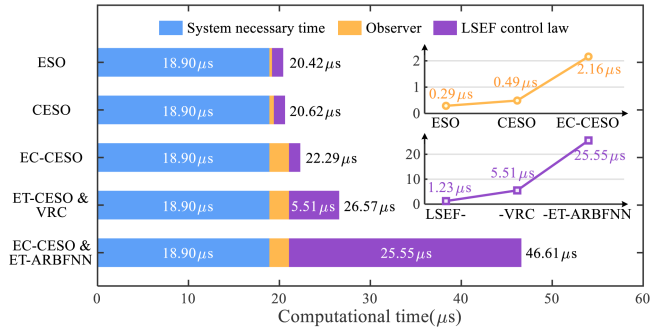 System necessary time Observer LSEF control law
ESO 18.90μs 20.42μs
CESO 18.90μs 20.62μs
EC-CESO 18.90μs 22.29μs
ET-CESO &
VRC 18.90μs 5.51μs 26.57μs
EC-CESO &
ET-ARBFNN 18.90μs 25.55μs 46.61μs
0 10 20 30 40 50 60
Computational time(μs)
2
1
0
0.29μs 0.49μs 2.16μs
ESO CESO EC-CESO
20
10
0
1.23μs 5.51μs 25.55μs
LSEF- -VRC -ET-ARBFNN